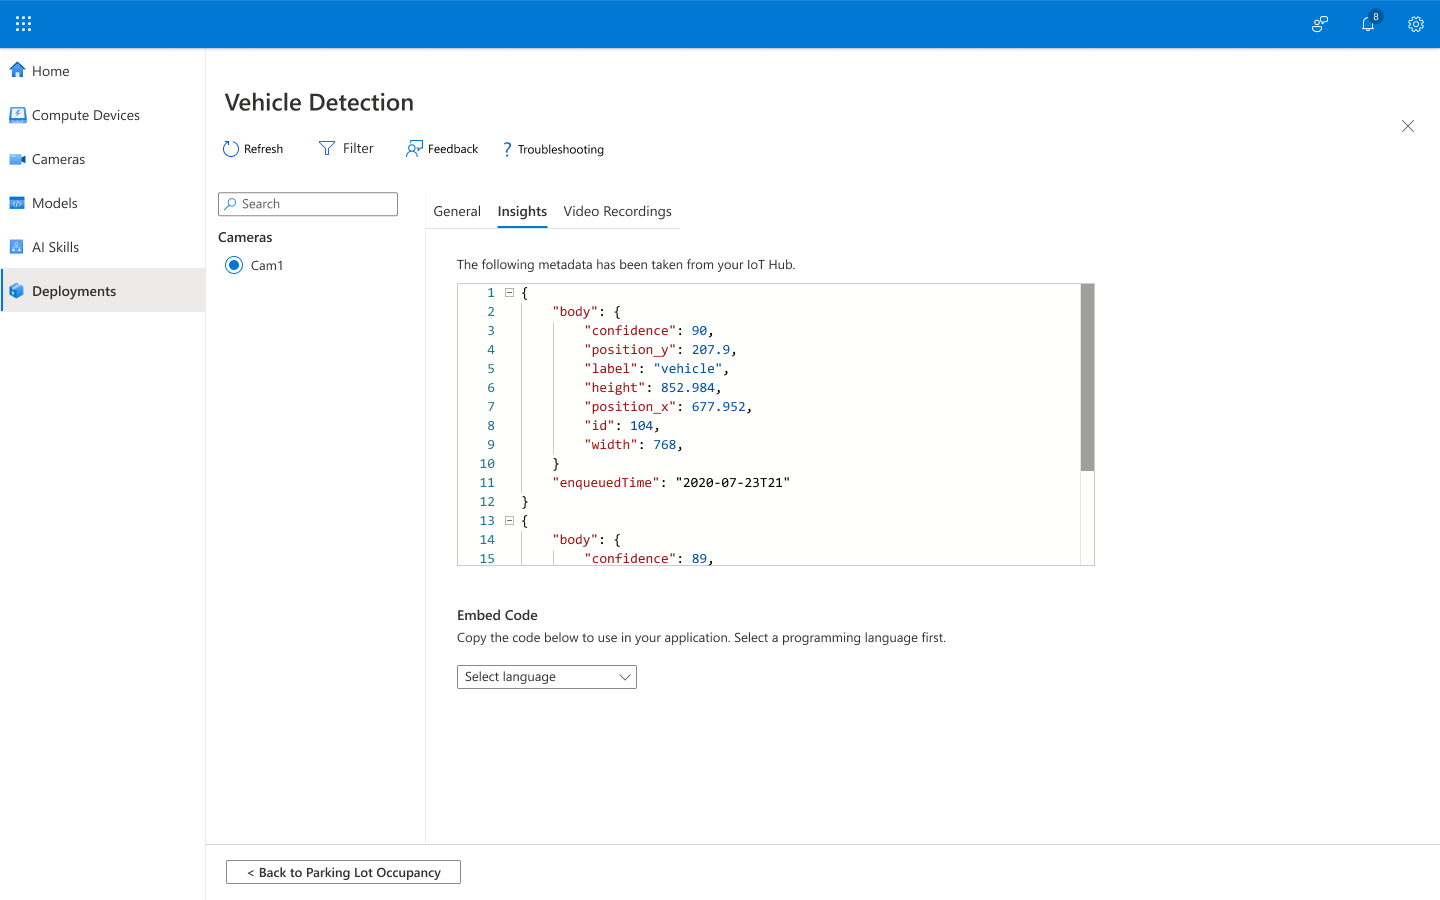 8
Home
Compute Devices
Cameras
Models
AI Skills
Deployments
Vehicle Detection
Refresh
Filter
Feedback
? Troubleshooting
Search
Cameras
Cam1
General
Insights
Video Recordings
The following metadata has been taken from your IoT Hub.
1 {
2 "body": {
3 "confidence": 90,
4 "position_y": 207.9,
5 "label": "vehicle",
6 "height": 852.984,
7 "position_x": 677.952,
8 "id": 104,
9 "width": 768,
10 }
11 "enqueuedTime": "2020-07-23T21"
12 }
13 {
14 "body": {
15 "confidence": 89,
Embed Code
Copy the code below to use in your application. Select a programming language first.
Select language
< Back to Parking Lot Occupancy